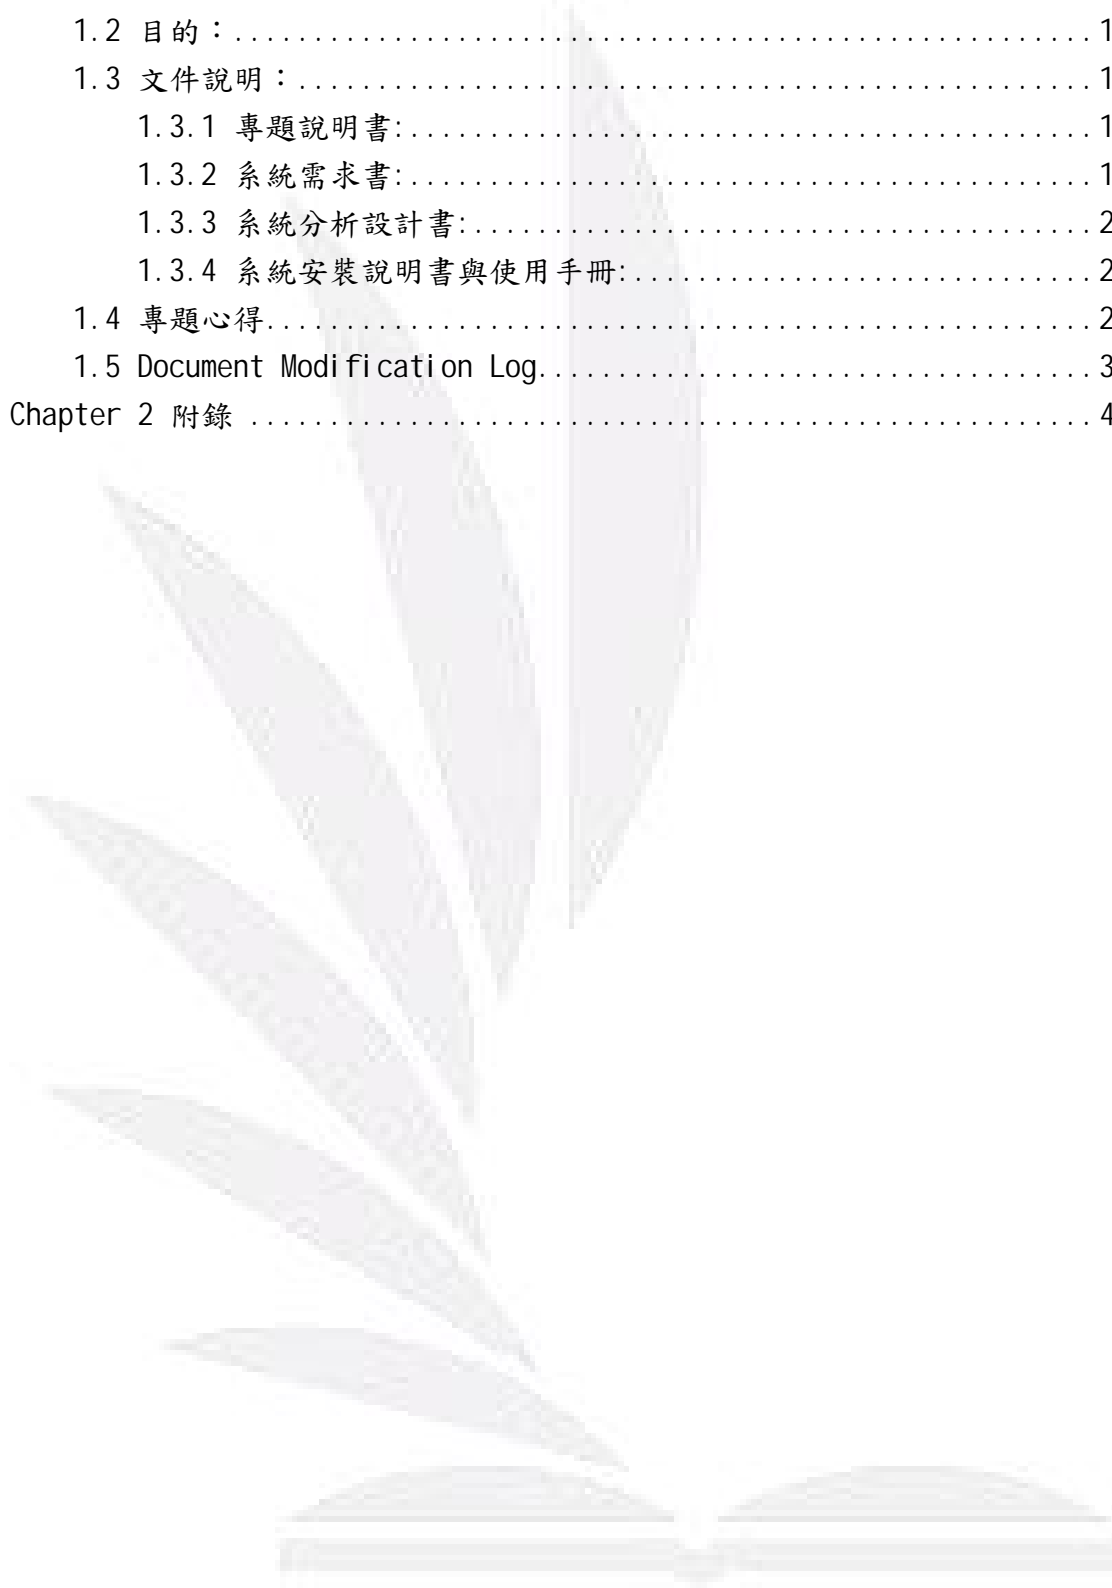 1.2 目的：......................................................1
1.3 文件說明：..................................................1
1.3.1 專題說明書:...........................................1
1.3.2 系統需求書:...........................................1
1.3.3 系統分析設計書:.......................................2
1.3.4 系統安裝說明書與使用手冊:.............................2
1.4 專題心得....................................................2
1.5 Document Modification Log...................................3
Chapter 2 附錄 .....................................................4